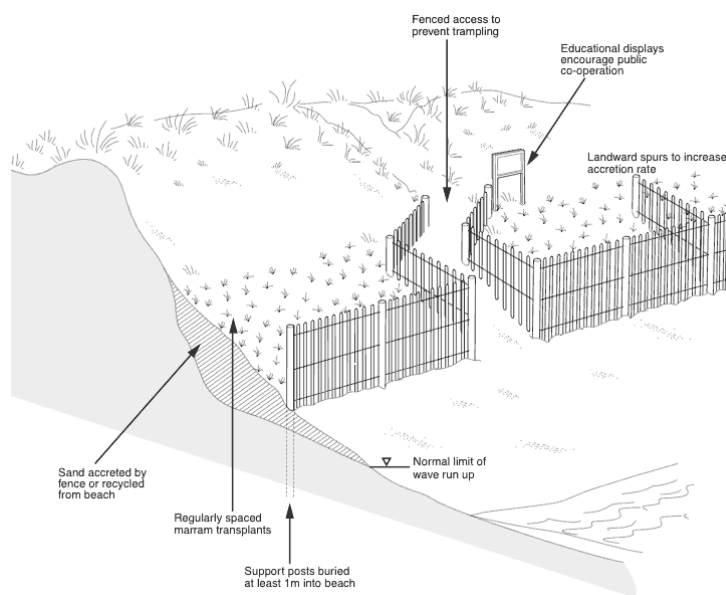 Fenced access to
prevent trampling
Educational displays
encourage public
co-operation
Landward spurs to increase
accretion rate
Normal limit of
wave run up
Sand accreted by
fence or recycled
from beach
Regularly spaced
marram transplants
Support posts buried
at least 1m into beach